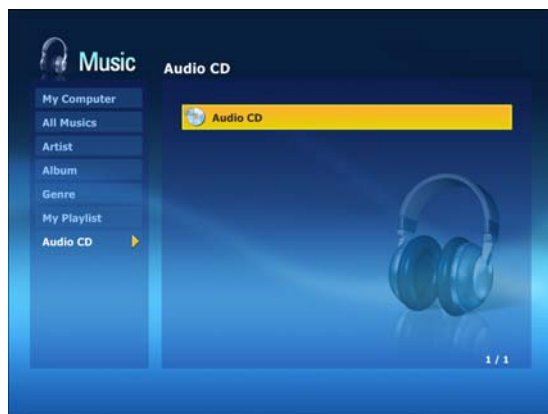 Music
Audio CD
My Computer
All Musics
Artist
Album
Genre
My Playlist
Audio CD
Audio CD
1 / 1